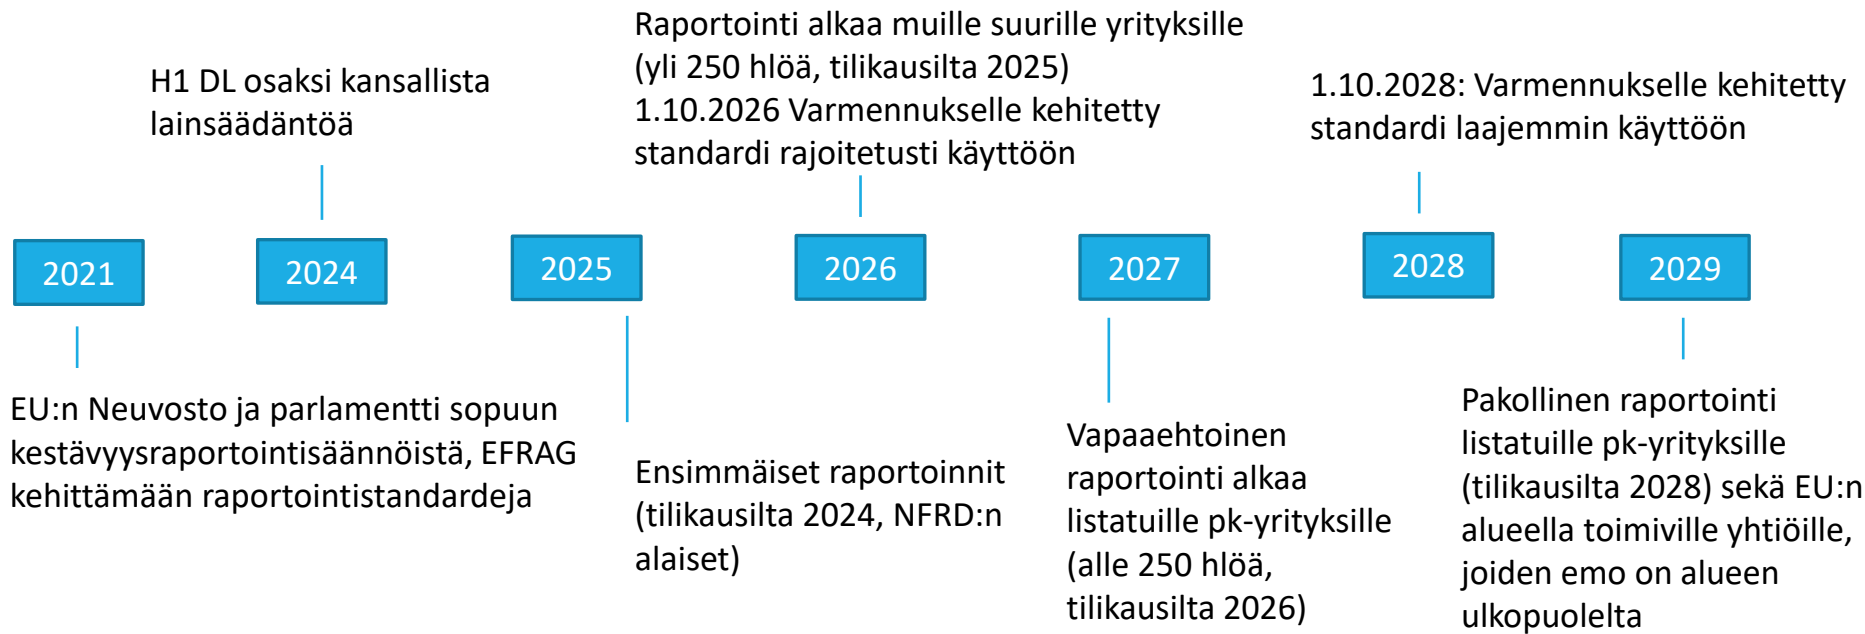 H1 DL osaksi kansallista
lainsäädäntöä
Raportointi alkaa muille suurille yrityksille
(yli 250 hlöä, tilikausilta 2025)
1.10.2026 Varmennukselle kehitetty
standardi rajoitetusti käyttöön
1.10.2028: Varmennukselle kehitetty
standardi laajemmin käyttöön
2021
2024
2025
2026
2027
2028
2029
EU:n Neuvosto ja parlamentti sopuun
kestävyysraportointisäännöistä, EFRAG
kehittämään raportointistandardeja
Ensimmäiset raportoinnit
(tilikausilta 2024, NFRD:n
alaiset)
Vapaaehtoinen
raportointi alkaa
listatuille pk-yrityksille
(alle 250 hlöä,
tilikausilta 2026)
Pakollinen raportointi
listatuille pk-yrityksille
(tilikausilta 2028) sekä EU:n
alueella toimiville yhtiöille,
joiden emo on alueen
ulkopuolelta